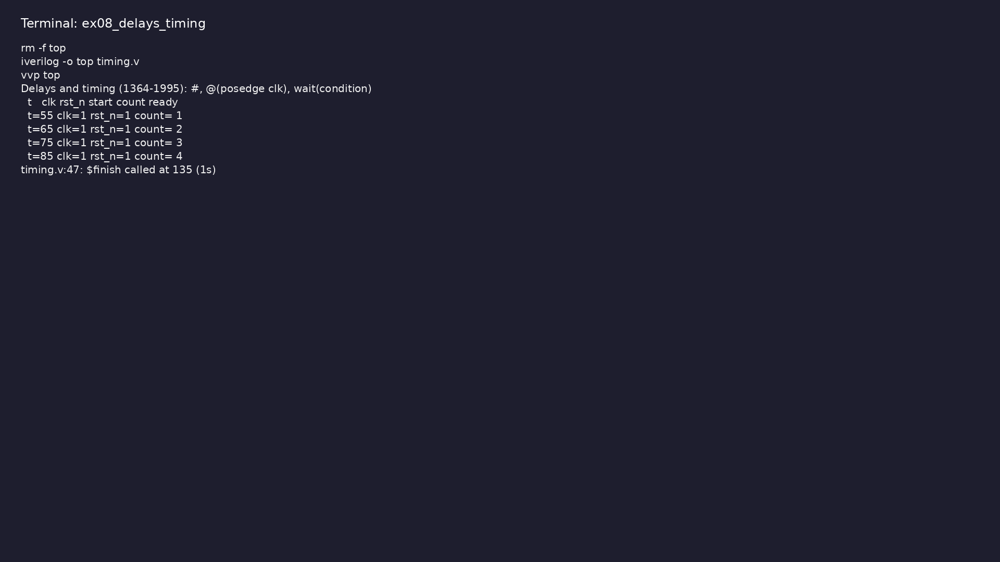 Terminal: ex08_delays_timing
rm -f top
iverilog -o top timing.v
vvp top
Delays and timing (1364-1995): #, @(posedge clk), wait(condition)
  t   clk rst_n start count ready
  t=55 clk=1 rst_n=1 count= 1
  t=65 clk=1 rst_n=1 count= 2
  t=75 clk=1 rst_n=1 count= 3
  t=85 clk=1 rst_n=1 count= 4
timing.v:47: $finish called at 135 (1s)